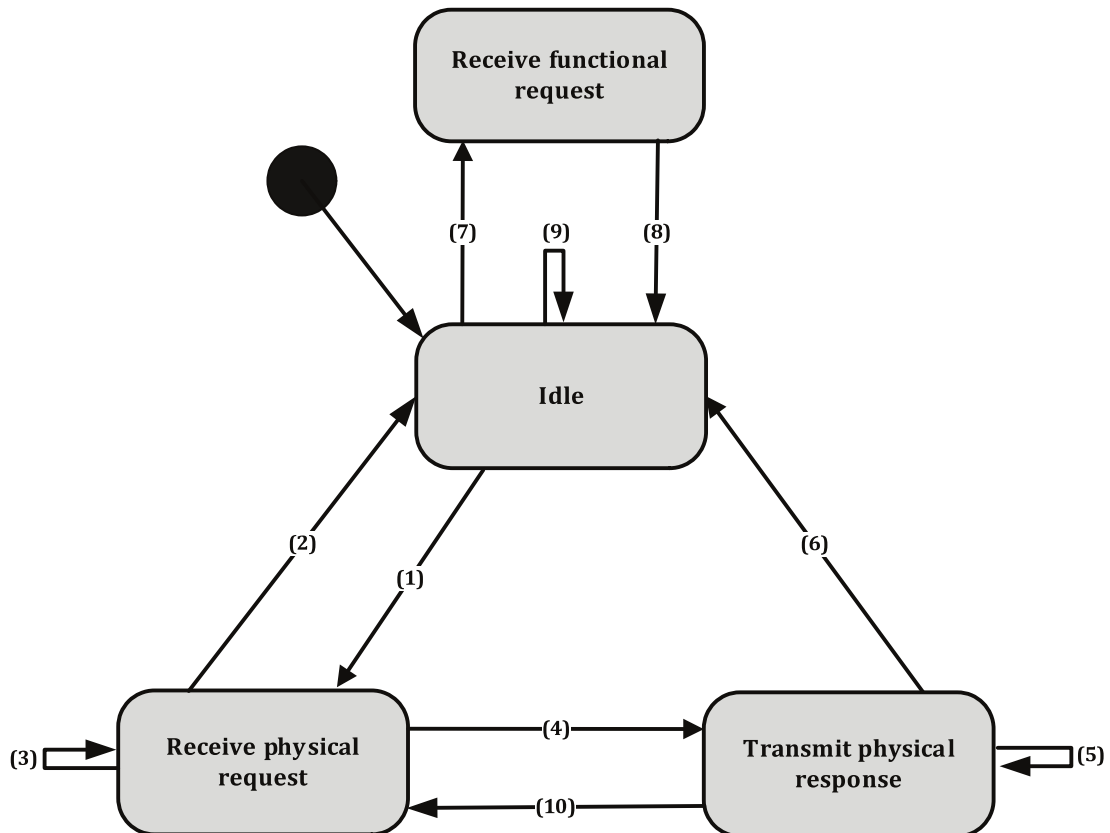 Receive functional
request
(7)
(9)
(8)
Idle
(2)
(1)
(6)
Receive physical
request
(3)
(4)
(10)
Transmit physical
response
(5)